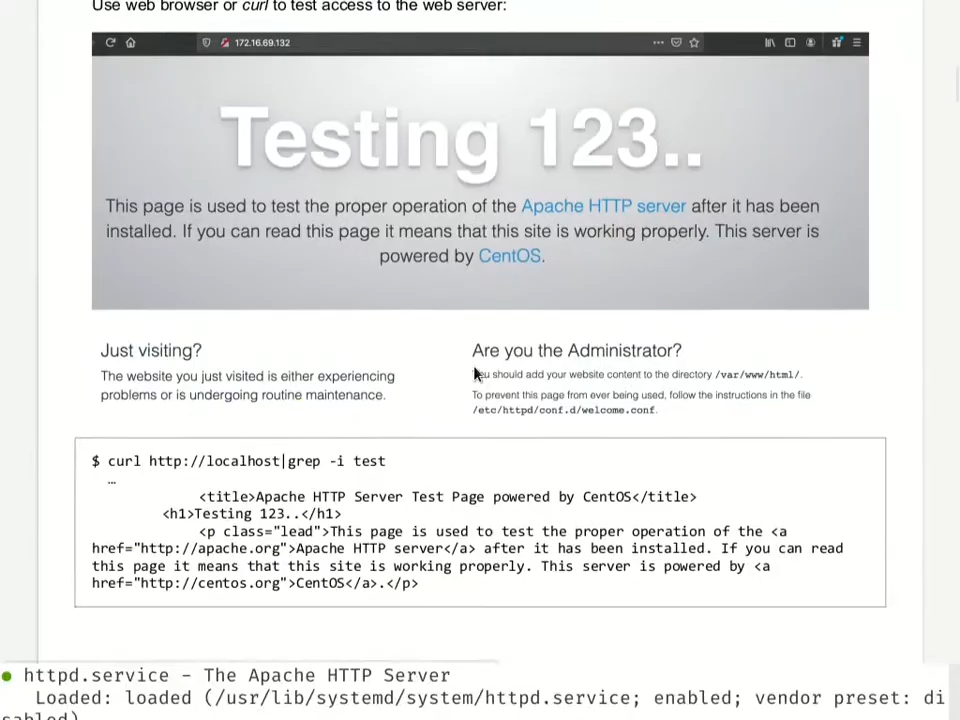 Use web browser or curl to test access to the web server:
172.16.69.132
Testing 123..
This page is used to test the proper operation of the Apache HTTP server after it has been
installed. If you can read this page it means that this site is working properly. This server is
powered by CentOS.
Just visiting?
The website you just visited is either experiencing
problems or is undergoing routine maintenance.
Are you the Administrator?
You should add your website content to the directory /var/www/html/.
To prevent this page from ever being used, follow the instructions in the file
/etc/httpd/conf.d/welcome.conf.
$ curl http://localhost|grep -i test
…
<title>Apache HTTP Server Test Page powered by CentOS</title>
<h1>Testing 123..</h1>
<p class="lead">This page is used to test the proper operation of the <a
href="http://apache.org">Apache HTTP server</a> after it has been installed. If you can read
this page it means that this site is working properly. This server is powered by <a
href="http://centos.org">CentOS</a>.</p>
● httpd.service - The Apache HTTP Server
Loaded: loaded (/usr/lib/systemd/system/httpd.service; enabled; vendor preset: di
sabled)